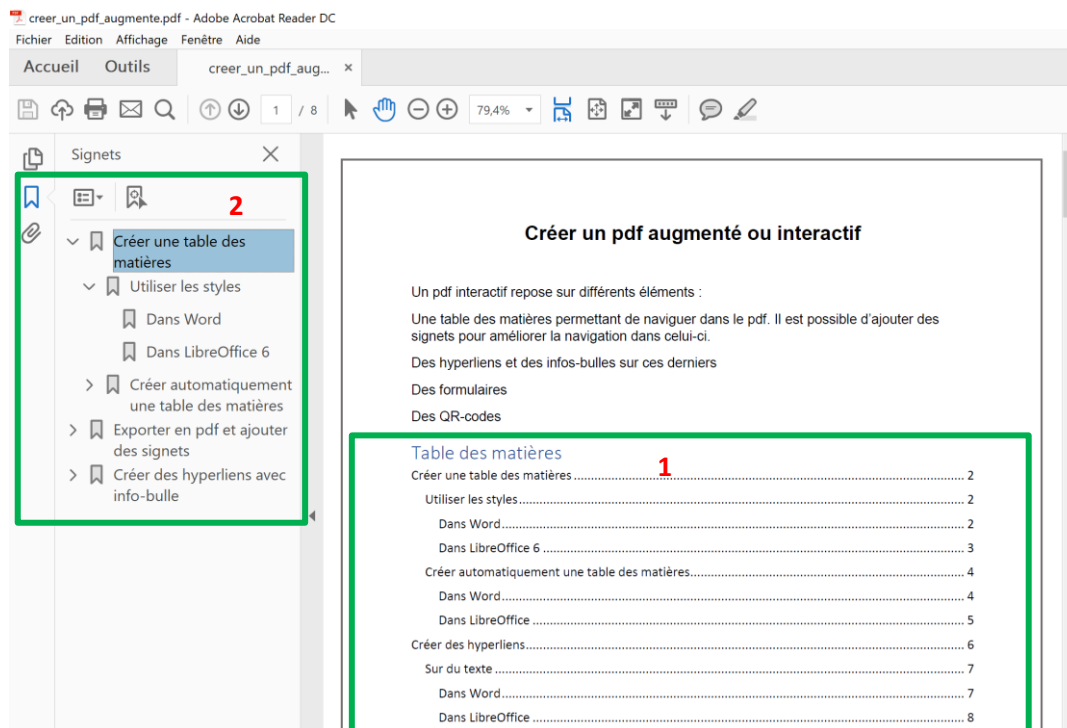 creer_un_pdf_augmente.pdf - Adobe Acrobat Reader DC
Fichier Edition Affichage Fenêtre Aide
Accueil Outils creer_un_pdf_aug... ×
1 / 8 79,4%
Signets
2
Créer une table des
matières
Utiliser les styles
Dans Word
Dans LibreOffice 6
Créer automatiquement
une table des matières
Exporter en pdf et ajouter
des signets
Créer des hyperliens avec
info-bulle
Créer un pdf augmenté ou interactif
Un pdf interactif repose sur différents éléments :
Une table des matières permettant de naviguer dans le pdf. Il est possible d'ajouter des
signets pour améliorer la navigation dans celui-ci.
Des hyperliens et des infos-bulles sur ces derniers
Des formulaires
Des QR-codes
Table des matières
1
Créer une table des matières ........ 2
Utiliser les styles ........ 2
Dans Word ........ 2
Dans LibreOffice 6 ........ 3
Créer automatiquement une table des matières ........ 4
Dans Word ........ 4
Dans LibreOffice ........ 5
Créer des hyperliens ........ 6
Sur du texte ........ 7
Dans Word ........ 7
Dans LibreOffice ........ 8